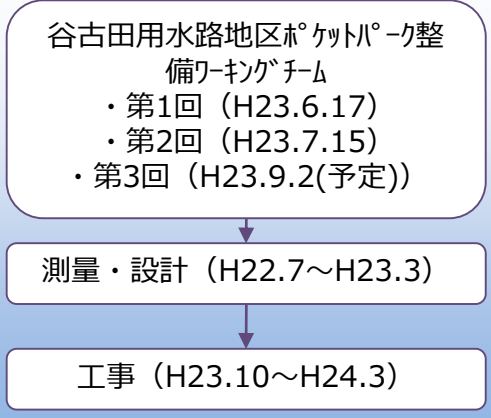 谷古田用水路地区ﾎﾟｹｯﾄﾊﾟｰｸ整
備ﾜｰｷﾝｸﾞﾁｰﾑ
・第1回（H23.6.17）
・第2回（H23.7.15）
・第3回（H23.9.2(予定)）
測量・設計（H22.7～H23.3）
工事（H23.10～H24.3）